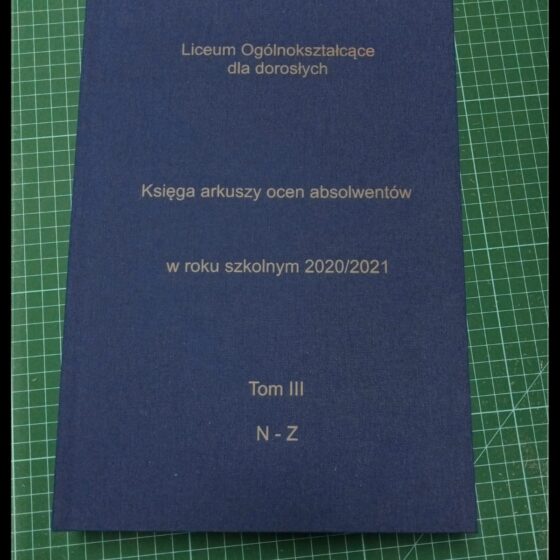 Liceum Ogólnokształcące
dla dorosłych
Księga arkuszy ocen absolwentów
w roku szkolnym 2020/2021
Tom III
N - Z